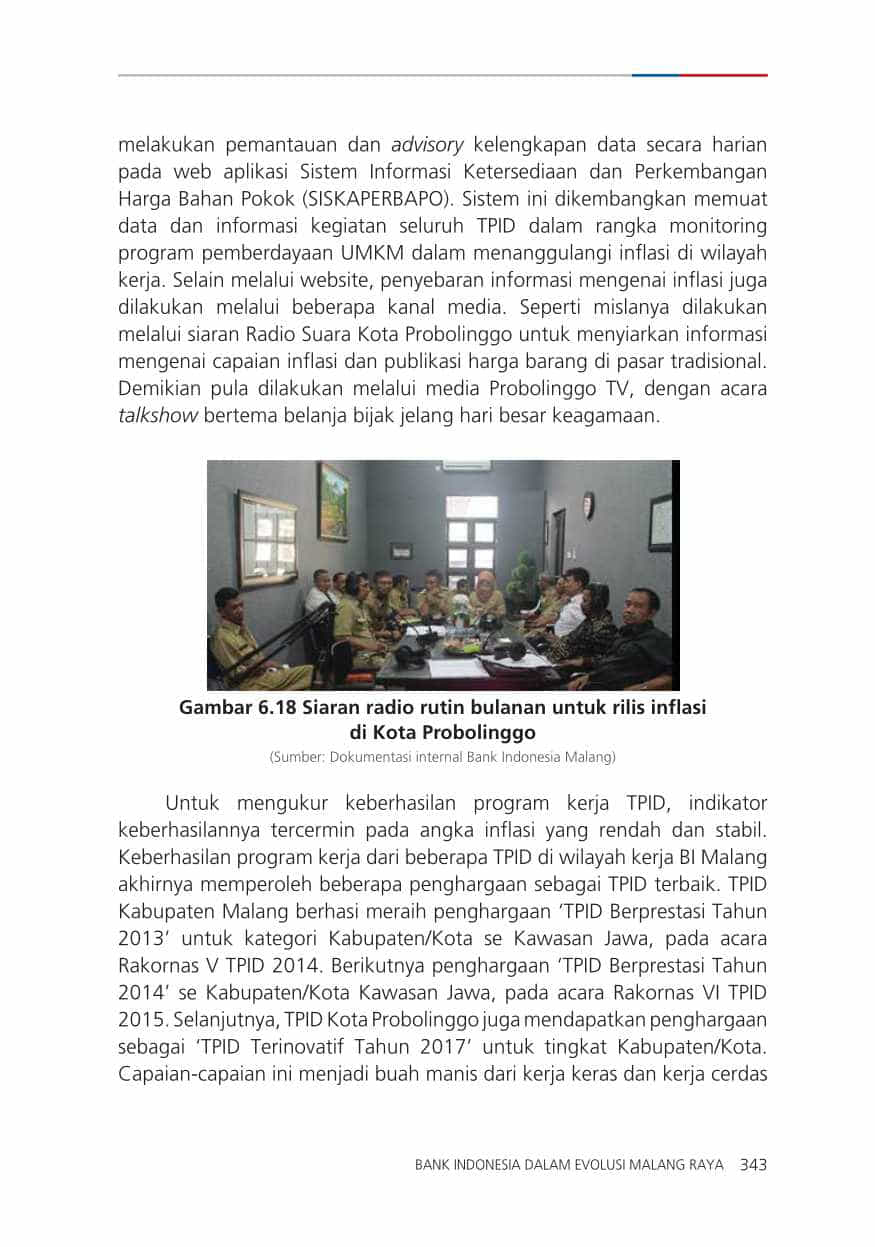 melakukan pemantauan dan advisory kelengkapan data secara harian
pada web aplikasi Sistem Informasi Ketersediaan dan Perkembangan
Harga Bahan Pokok (SISKAPERBAPO). Sistem ini dikembangkan memuat
data dan informasi kegiatan seluruh TPID dalam rangka monitoring
program pemberdayaan UMKM dalam menanggulangi inflasi di wilayah
kerja. Selain melalui website, penyebaran informasi mengenai inflasi juga
dilakukan melalui beberapa kanal media. Seperti mislanya dilakukan
melalui siaran Radio Suara Kota Probolinggo untuk menyiarkan informasi
mengenai capaian inflasi dan publikasi harga barang di pasar tradisional.
Demikian pula dilakukan melalui media Probolinggo TV, dengan acara
talkshow bertema belanja bijak jelang hari besar keagamaan.
Gambar 6.18 Siaran radio rutin bulanan untuk rilis inflasi
di Kota Probolinggo
(Sumber: Dokumentasi internal Bank Indonesia Malang)
Untuk mengukur keberhasilan program kerja TPID, indikator
keberhasilannya tercermin pada angka inflasi yang rendah dan stabil.
Keberhasilan program kerja dari beberapa TPID di wilayah kerja BI Malang
akhirnya memperoleh beberapa penghargaan sebagai TPID terbaik. TPID
Kabupaten Malang berhasi meraih penghargaan ‘TPID Berprestasi Tahun
2013’ untuk kategori Kabupaten/Kota se Kawasan Jawa, pada acara
Rakornas V TPID 2014. Berikutnya penghargaan ‘TPID Berprestasi Tahun
2014’ se Kabupaten/Kota Kawasan Jawa, pada acara Rakornas VI TPID
2015. Selanjutnya, TPID Kota Probolinggo juga mendapatkan penghargaan
sebagai ‘TPID Terinovatif Tahun 2017’ untuk tingkat Kabupaten/Kota.
Capaian-capaian ini menjadi buah manis dari kerja keras dan kerja cerdas
BANK INDONESIA DALAM EVOLUSI MALANG RAYA 343